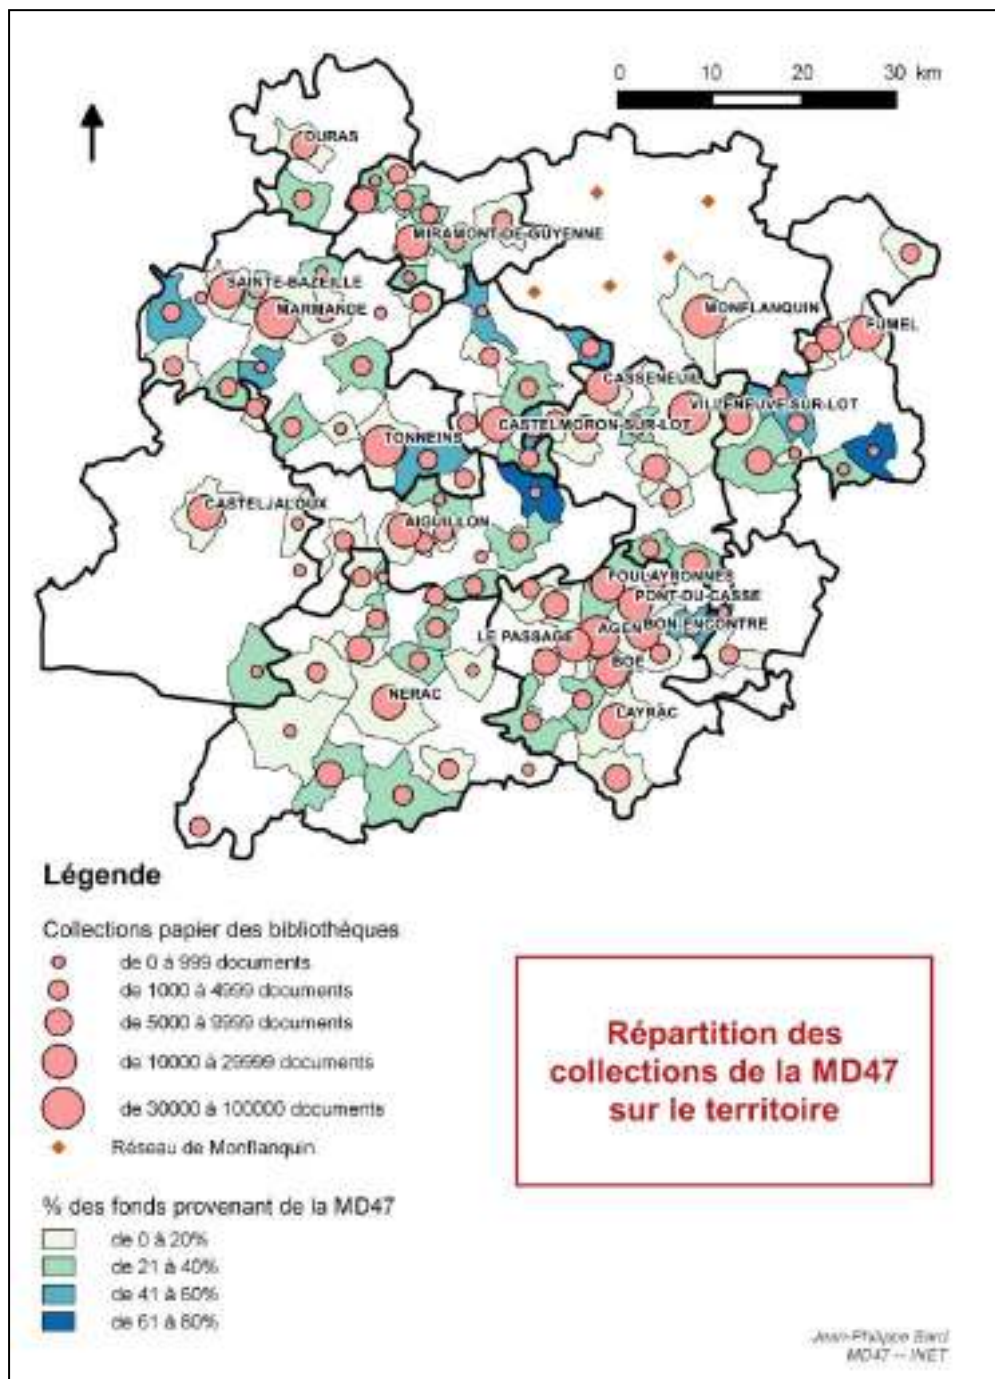 0 10 20 30 km
DURAS
MIRAMONT-DE-GUYENNE
SAINTE-BAZEILLE
MARMANDE
MONFLANQUIN
FUMEL
CASSENEUIL
VILLENEUVE-SUR-LOT
CASTELMORON-SUR-LOT
TONNEINS
CASTELJALOUX
AIGUILLON
FOULAYRONNES
PONT-DU-CASSE
LE PASSAGE
AGEN
BON-ENCONTRE
BOE
NERAC
LAYRAC
Légende
Collections papier des bibliothèques
de 0 à 999 documents
de 1000 à 4999 documents
de 5000 à 9999 documents
de 10000 à 29999 documents
de 30000 à 100000 documents
Réseau de Monflanquin
% des fonds provenant de la MD47
de 0 à 20%
de 21 à 40%
de 41 à 60%
de 61 à 80%
Répartition des
collections de la MD47
sur le territoire
Jean-Philippe Bard
MD47 -- INET